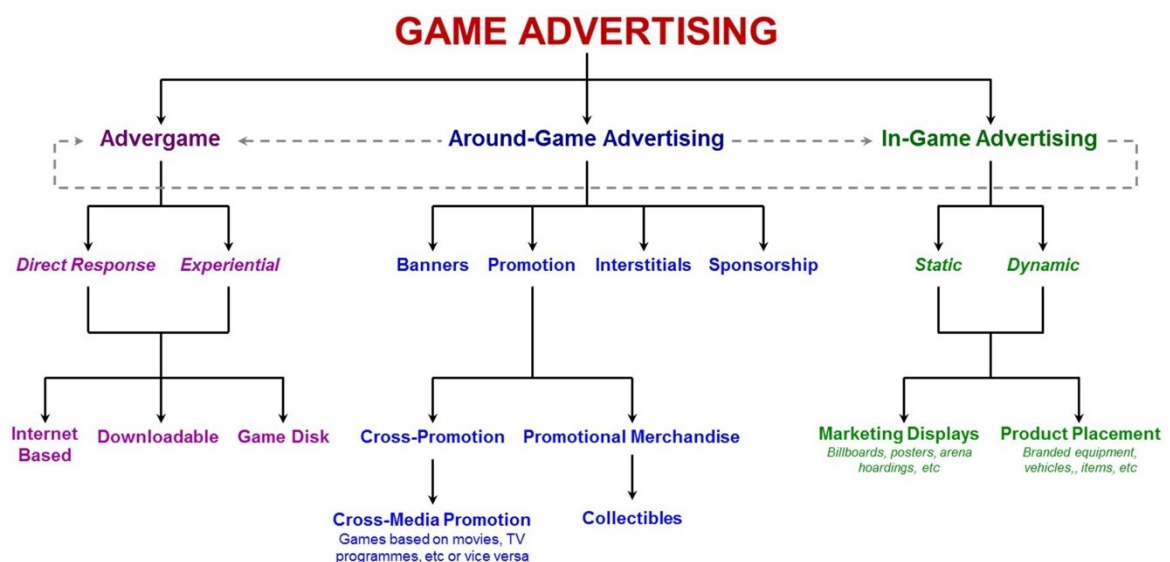 GAME ADVERTISING
Advergame
Around-Game Advertising
In-Game Advertising
Direct Response
Experiential
Banners
Promotion
Interstitials
Sponsorship
Static
Dynamic
Internet
Based
Downloadable
Game Disk
Cross-Promotion
Promotional Merchandise
Marketing Displays
Billboards, posters, arena
hoardings, etc
Product Placement
Branded equipment,
vehicles,, items, etc
Cross-Media Promotion
Games based on movies, TV
programmes, etc or vice versa
Collectibles